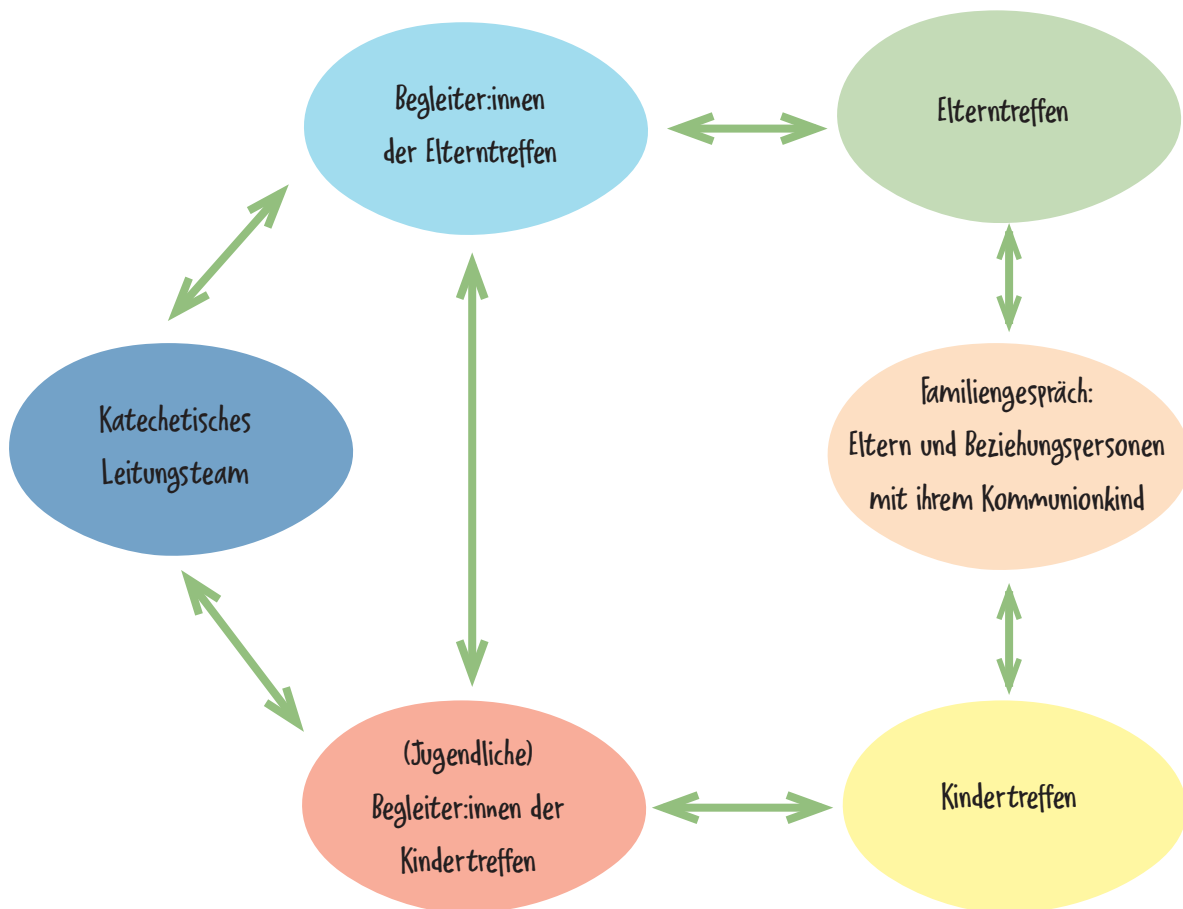 Begleiter:innen
der Elterntreffen
Elterntreffen
Katechetisches
Leitungsteam
Familiengespräch:
Eltern und Beziehungspersonen
mit ihrem Kommunionkind
(Jugendliche)
Begleiter:innen der
Kindertreffen
Kindertreffen